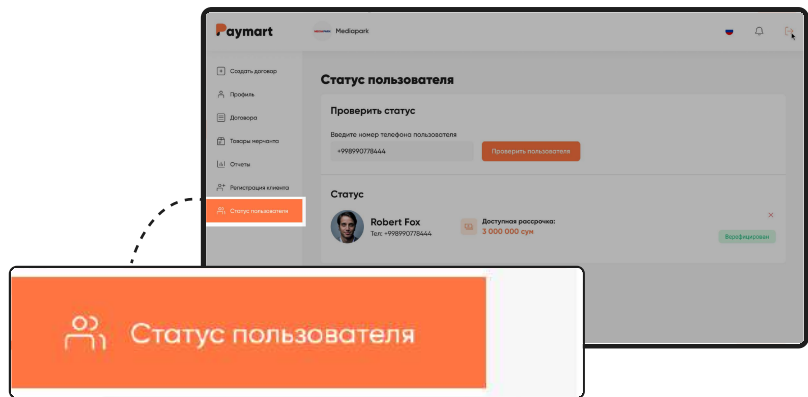 Paymart
Mediapark
Создать договор
Профиль
Договора
Товары мерчанта
Отчеты
Регистрация клиента
Статус пользователя
Статус пользователя
Проверить статус
Введите номер телефона пользователя
+998990778444
Проверить пользователя
Статус
Robert Fox
Тел: +998990778444
Доступная рассрочка:
3 000 000 сум
Верифицирован
Статус пользователя